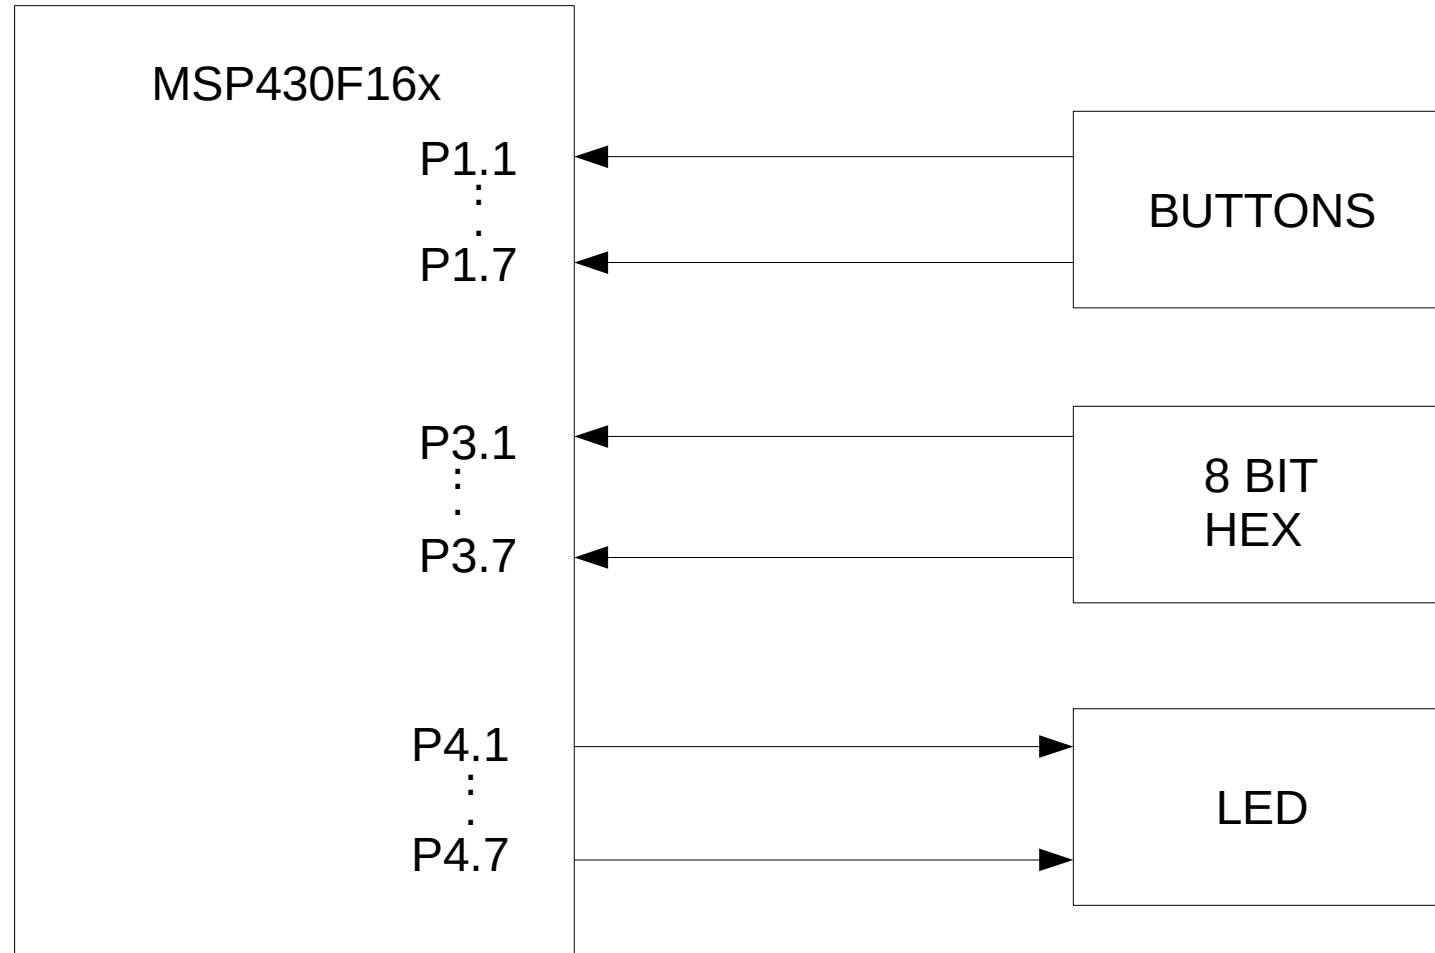 MSP430F16x
P1.1
:
.
P1.7
BUTTONS
P3.1
:
.
P3.7
8 BIT
HEX
P4.1
:
.
P4.7
LED